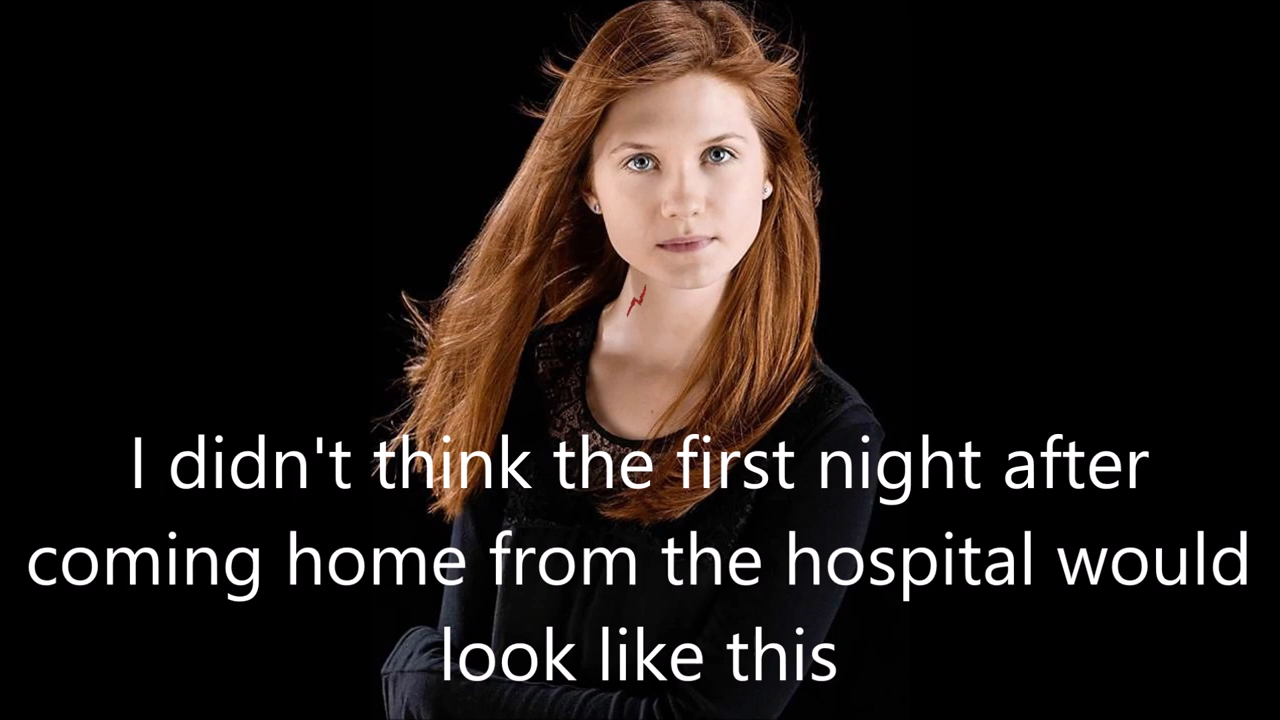 I didn't think the first night after
coming home from the hospital would
look like this